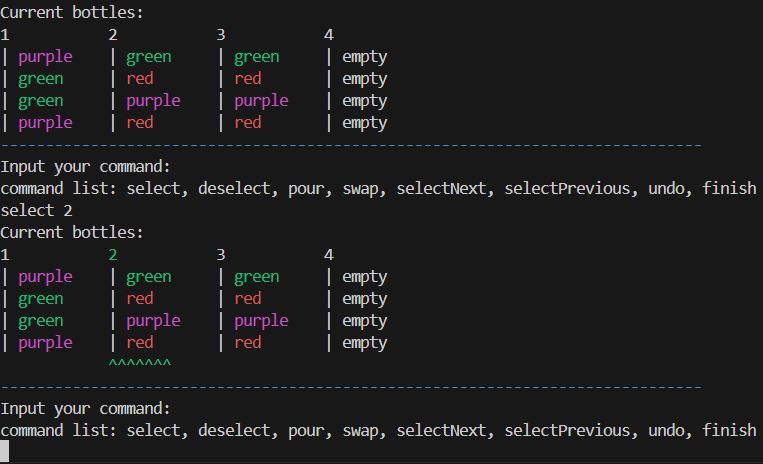 Current bottles:
1 2 3 4
| purple | green | green | empty
| green | red | red | empty
| green | purple | purple | empty
| purple | red | red | empty
-----------------------------------------------------------------------------
Input your command:
command list: select, deselect, pour, swap, selectNext, selectPrevious, undo, finish
select 2
Current bottles:
1 2 3 4
| purple | green | green | empty
| green | red | red | empty
| green | purple | purple | empty
| purple | red | red | empty
^^^^^^^
-----------------------------------------------------------------------------
Input your command:
command list: select, deselect, pour, swap, selectNext, selectPrevious, undo, finish